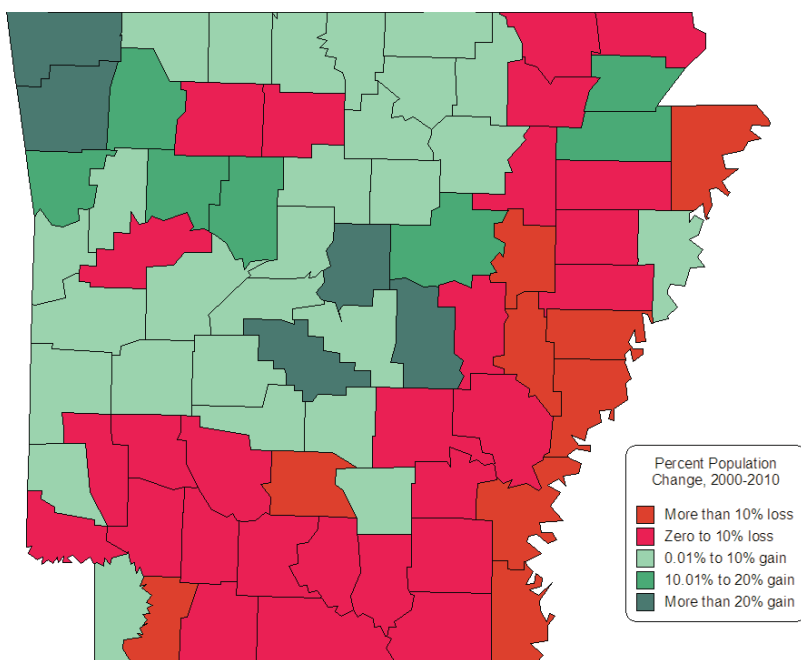 Percent Population
Change, 2000-2010
More than 10% loss
Zero to 10% loss
0.01% to 10% gain
10.01% to 20% gain
More than 20% gain